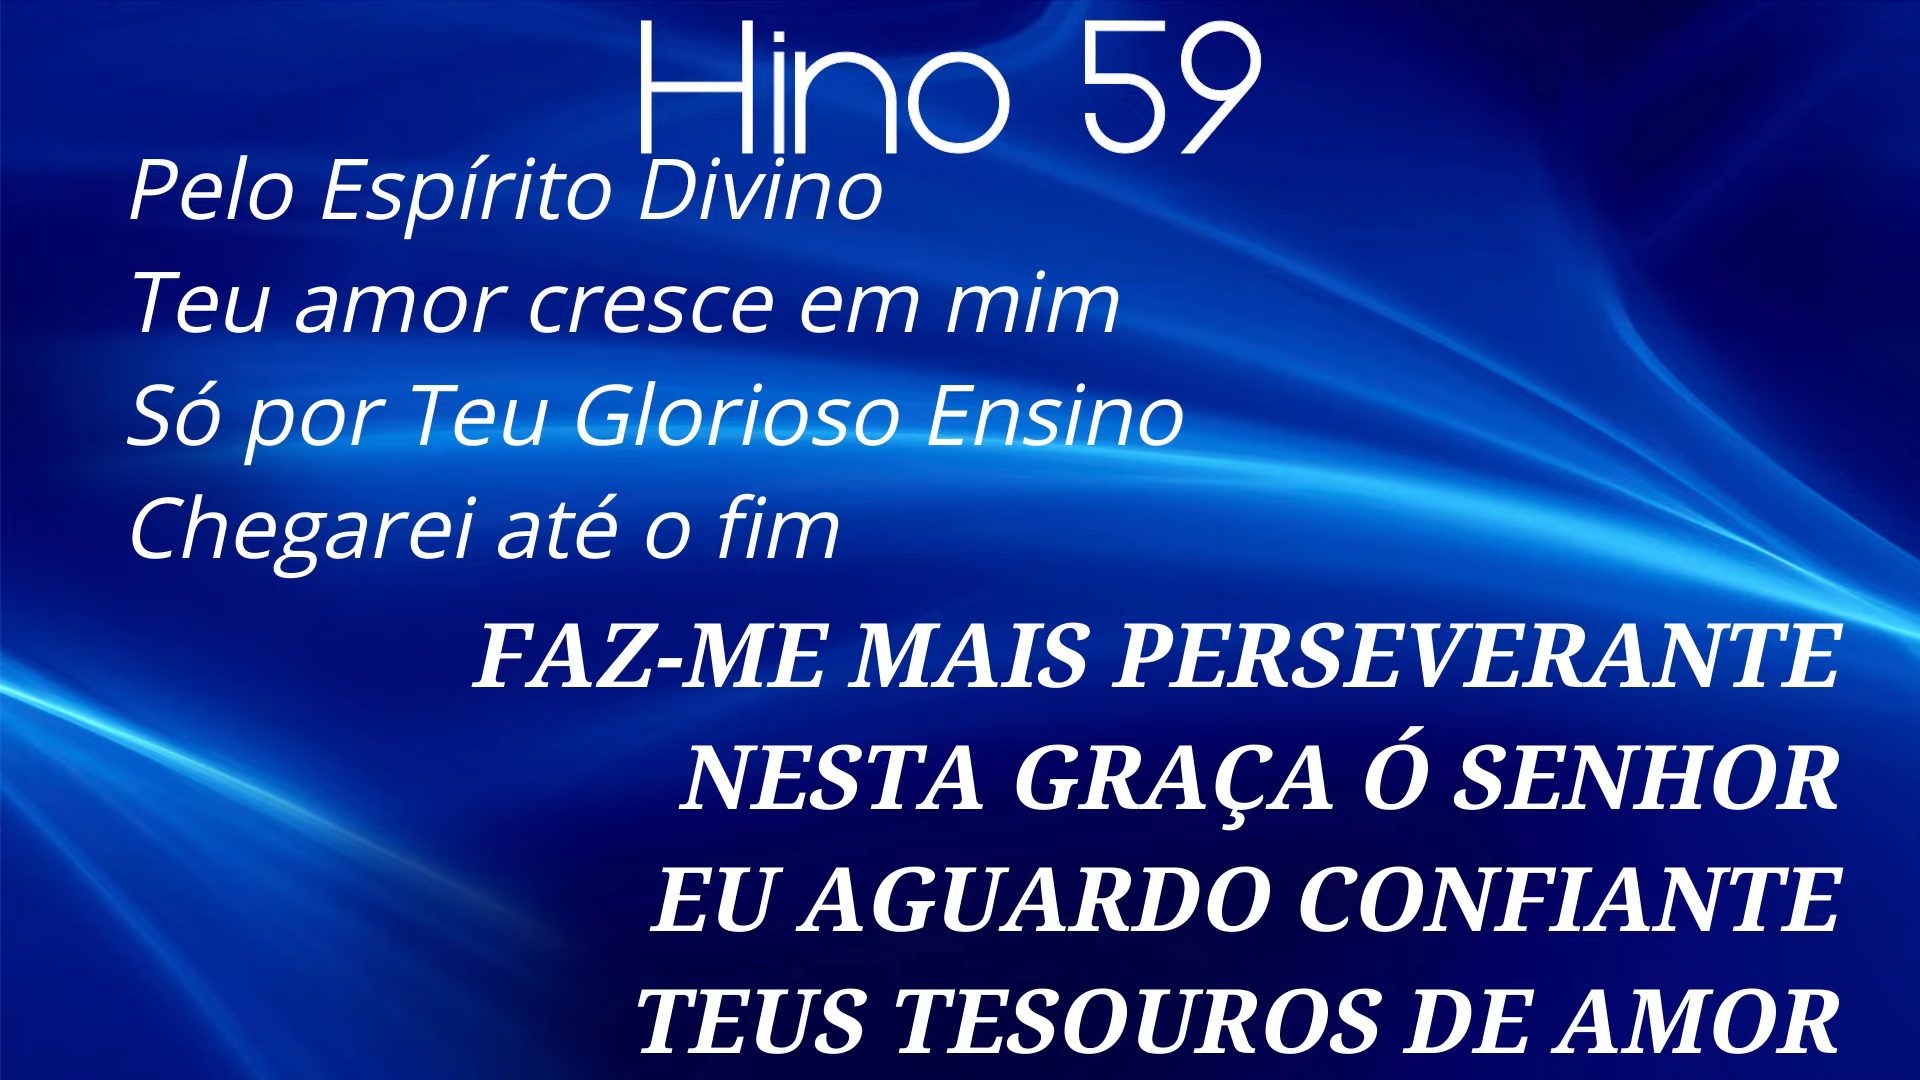 Hino 59
Pelo Espírito Divino
Teu amor cresce em mim
Só por Teu Glorioso Ensino
Chegarei até o fim
FAZ-ME MAIS PERSEVERANTE
NESTA GRAÇA Ó SENHOR
EU AGUARDO CONFIANTE
TEUS TESOUROS DE AMOR